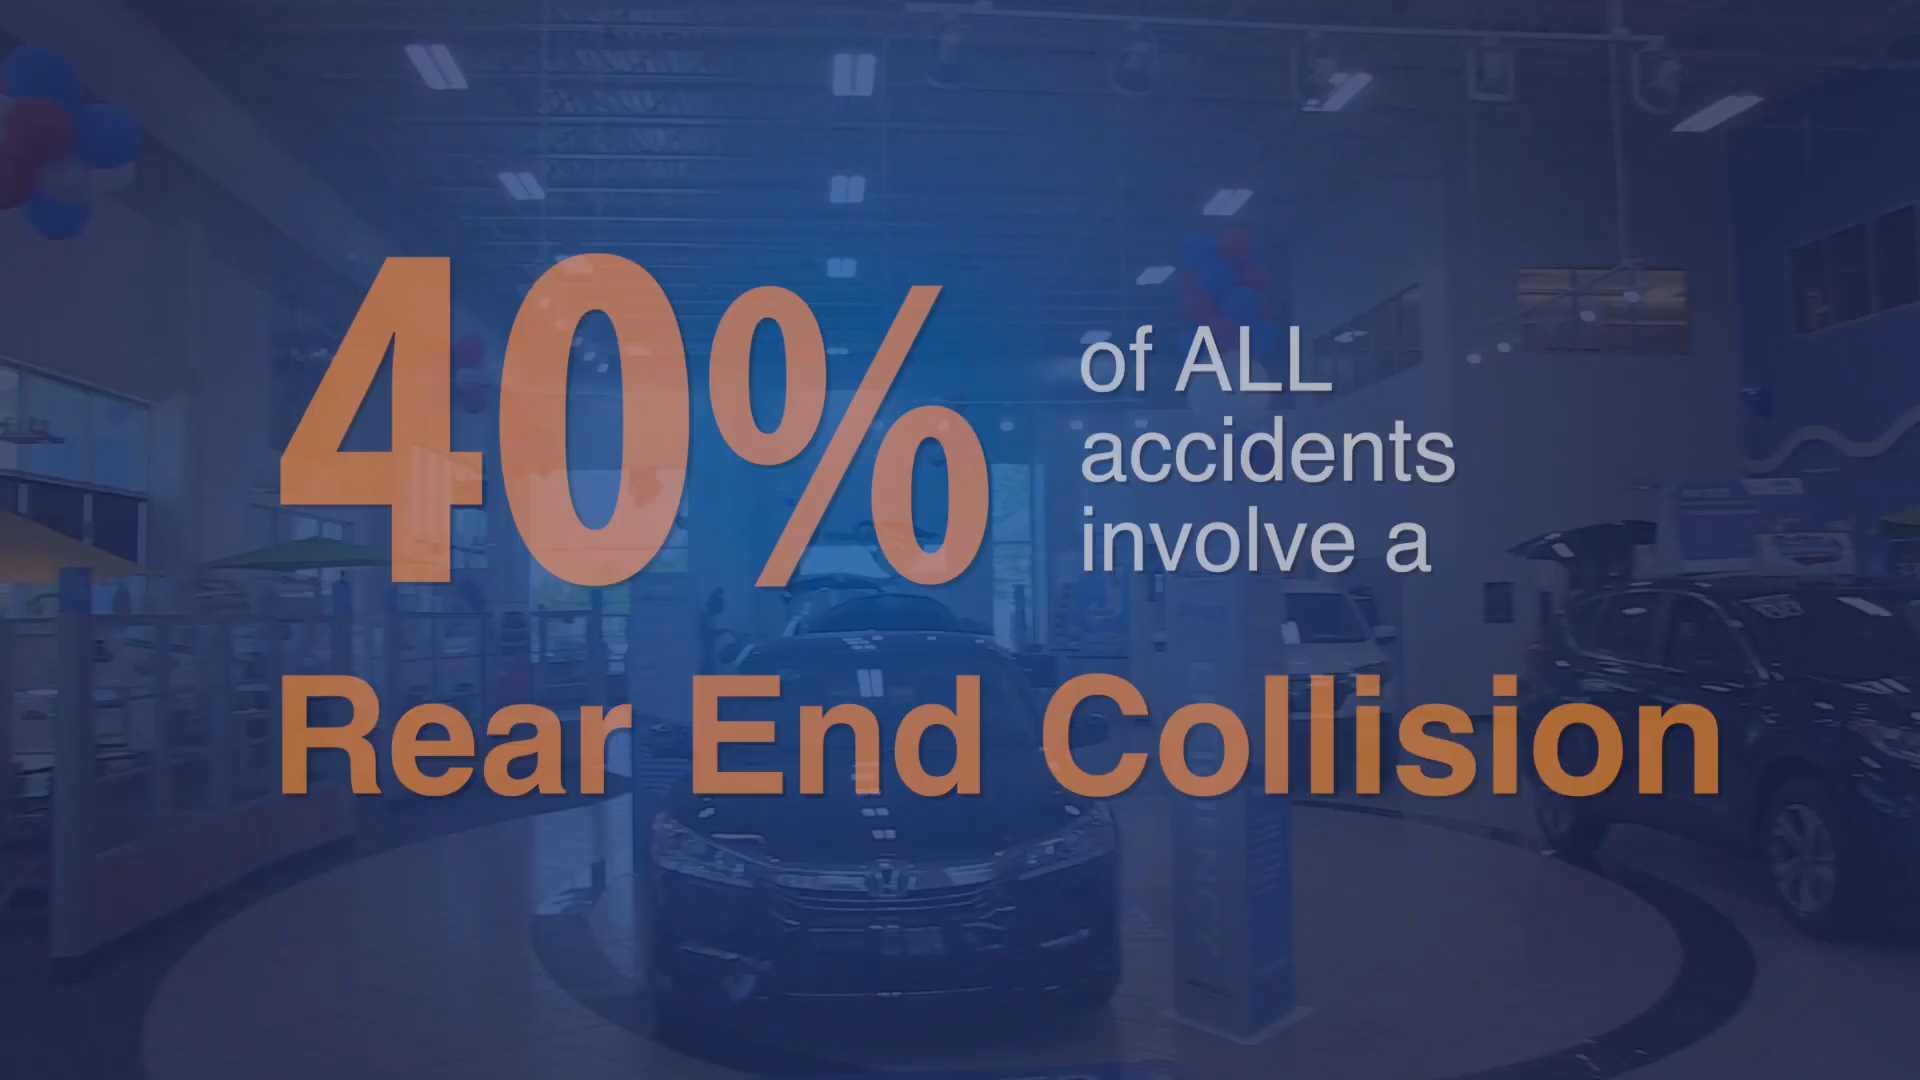 40%
of ALL
accidents
involve a
Rear End Collision